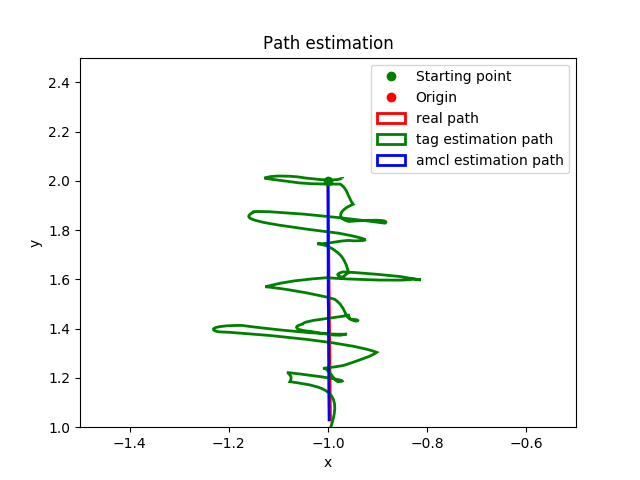 Path estimation
Starting point
Origin
real path
tag estimation path
amcl estimation path
2.4
2.2
2.0
1.8
1.6
1.4
1.2
1.0
y
−1.4
−1.2
−1.0
−0.8
−0.6
x